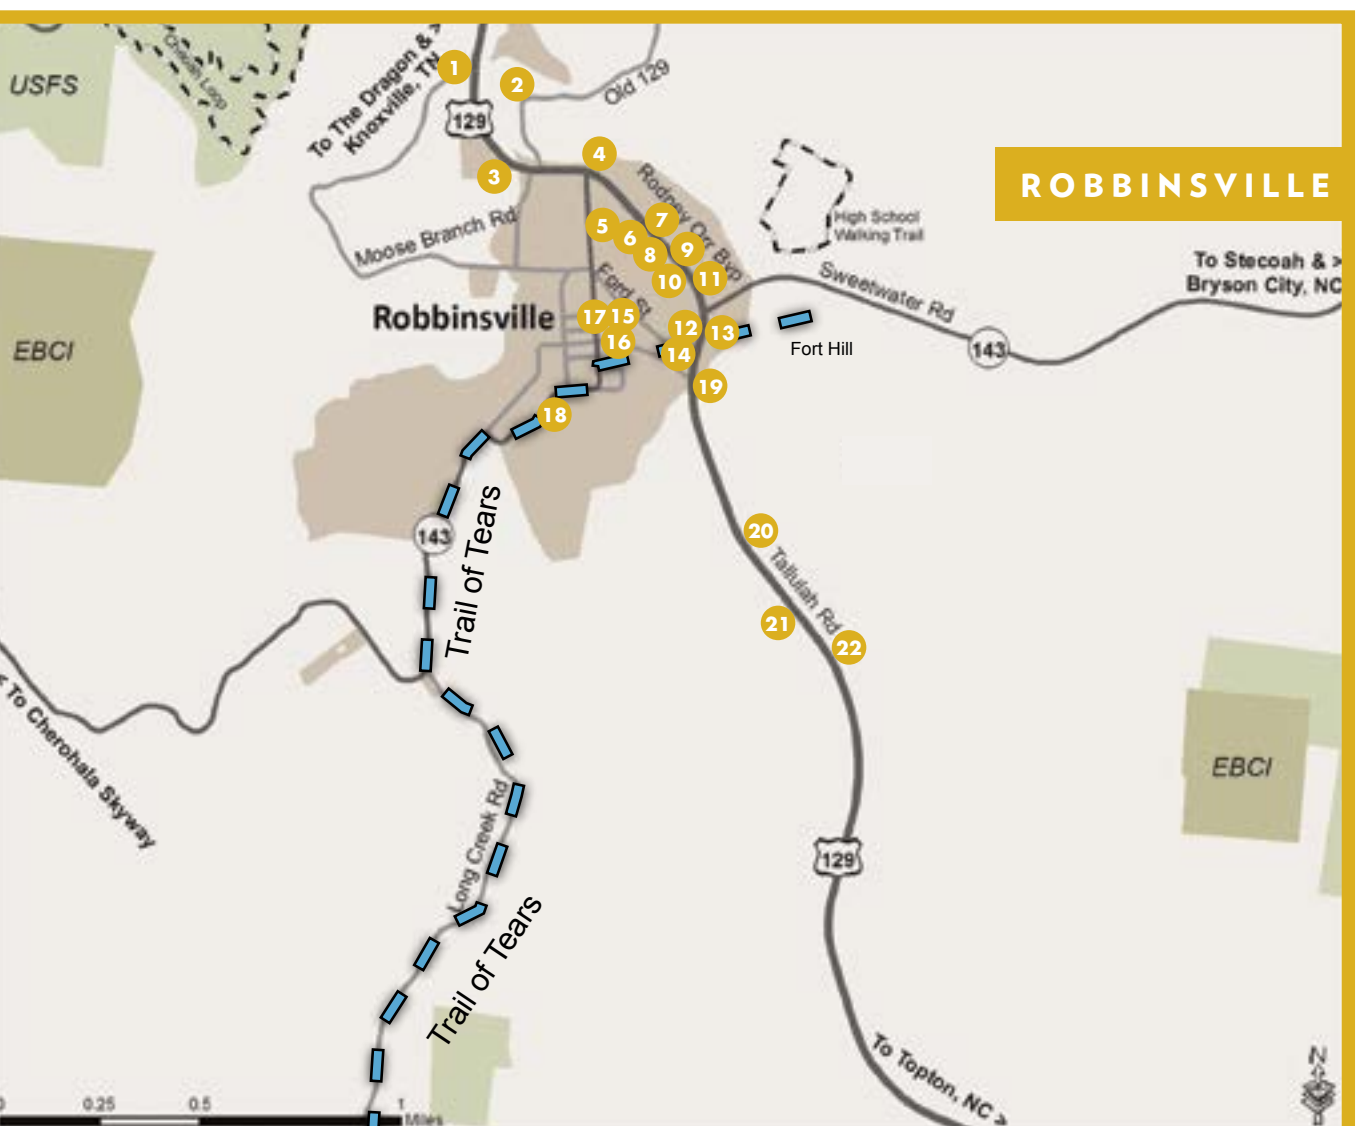 USFS
Cheoah Loop
To The Dragon & >
Knoxville, TN
1
2
Old 129
129
3
4
ROBBINSVILLE
Rodney Orr Byp
High School
Walking Trail
Moose Branch Rd
5
6
7
8
9
10
11
Sweetwater Rd
To Stecoah & >
Bryson City, NC
Ford St
Robbinsville
17
15
16
12
13
14
Fort Hill
143
EBCI
19
18
143
Trail of Tears
20
Tallulah Rd
21
22
< To Cherohala Skyway
EBCI
Long Creek Rd
129
Trail of Tears
To Topton, NC >
N
0
0.25
0.5
1
Miles